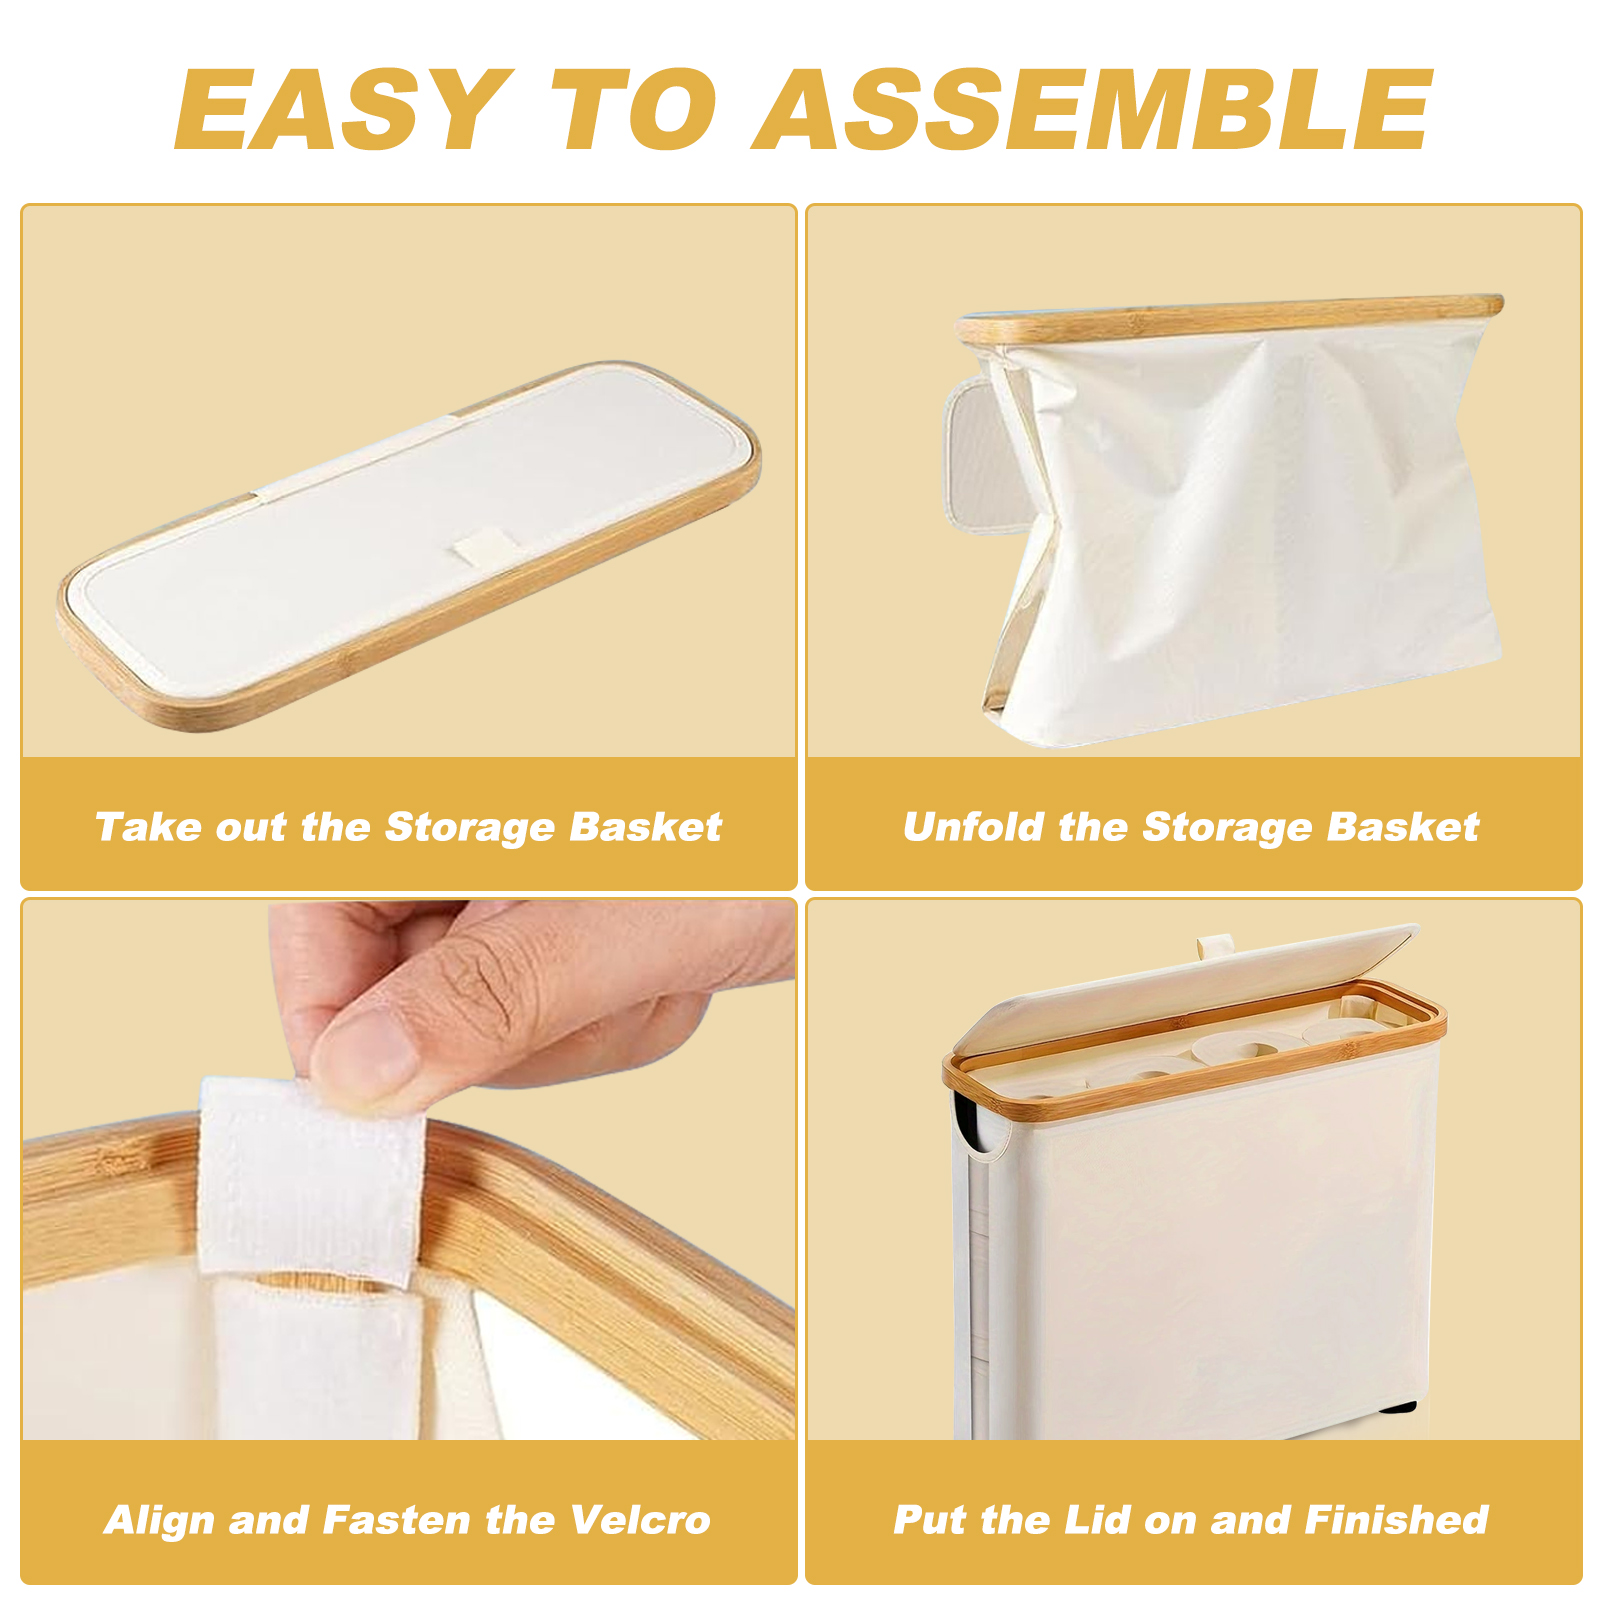 EASY TO ASSEMBLE
Take out the Storage Basket
Unfold the Storage Basket
Align and Fasten the Velcro
Put the Lid on and Finished